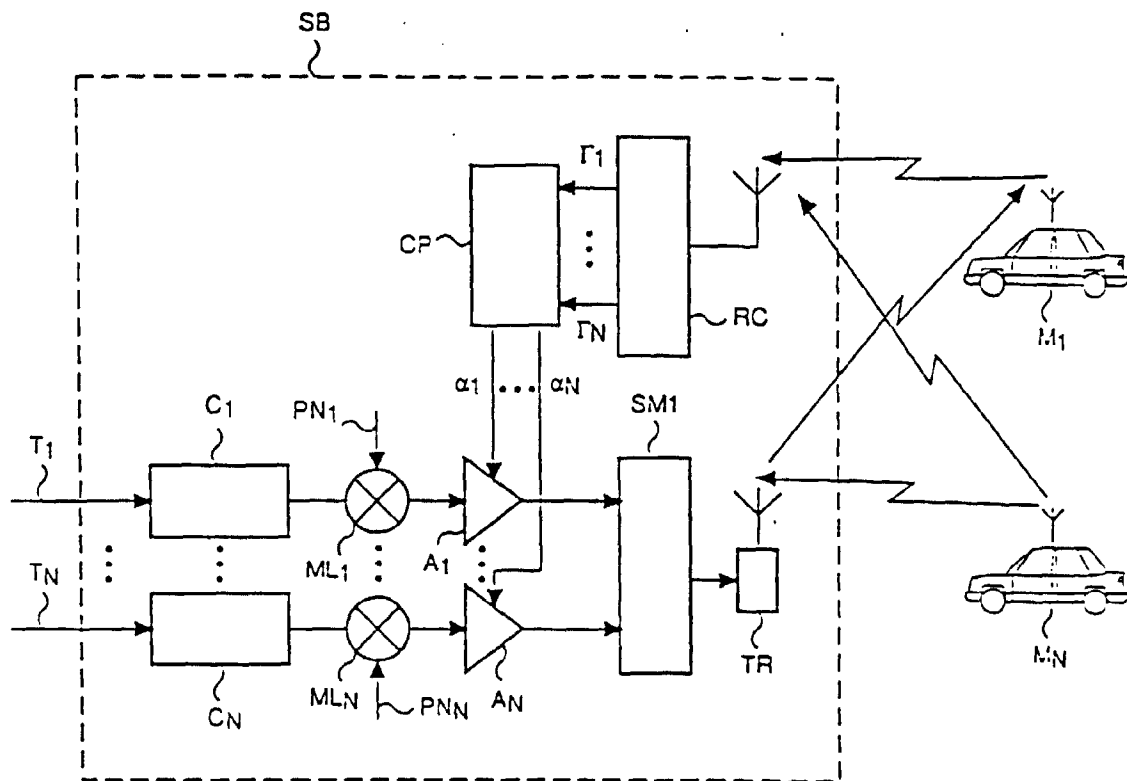 SB
Γ1
CP
ΓN
RC
M1
α1 ... αN
SM1
PN1
C1
T1
ML1
A1
TN
MN
TR
MLN
AN
CN
PNN